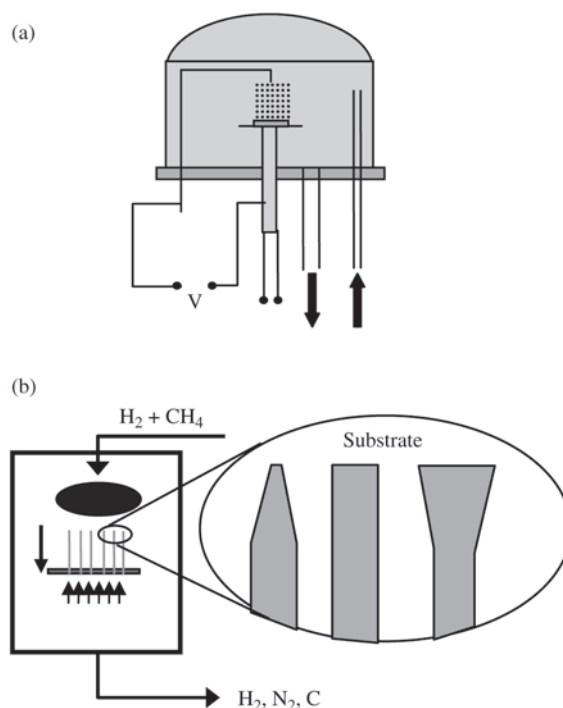 (a)
V
(b)
H₂ + CH₄
Substrate
H₂, N₂, C